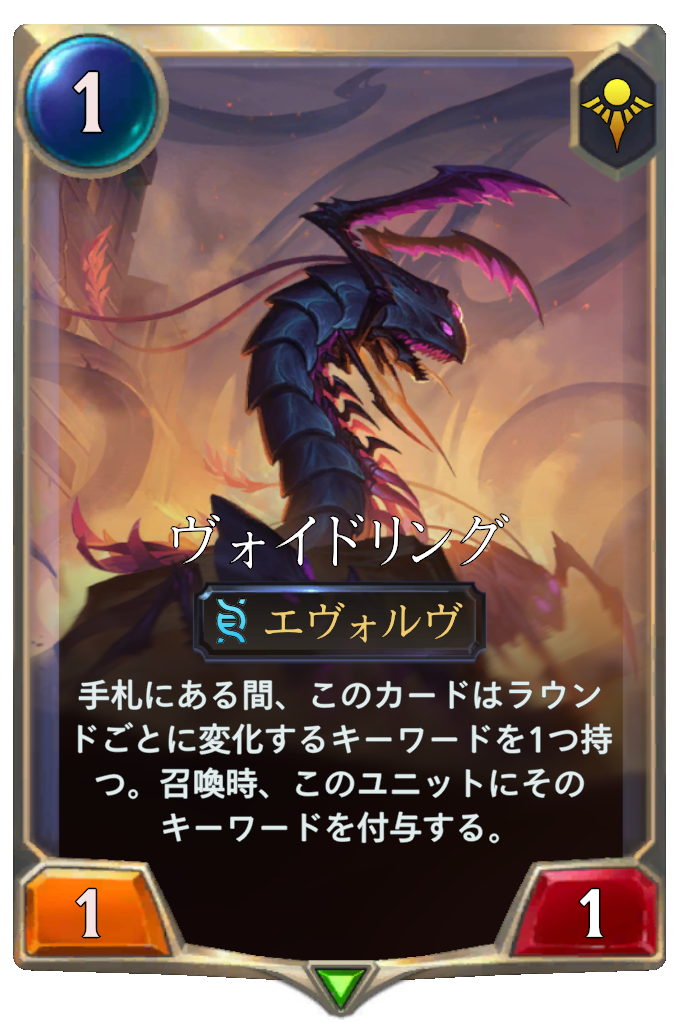 1
ヴォイドリング
エヴォルヴ
手札にある間、このカードはラウン
ドごとに変化するキーワードを1つ持
つ。召喚時、このユニットにその
キーワードを付与する。
1
1